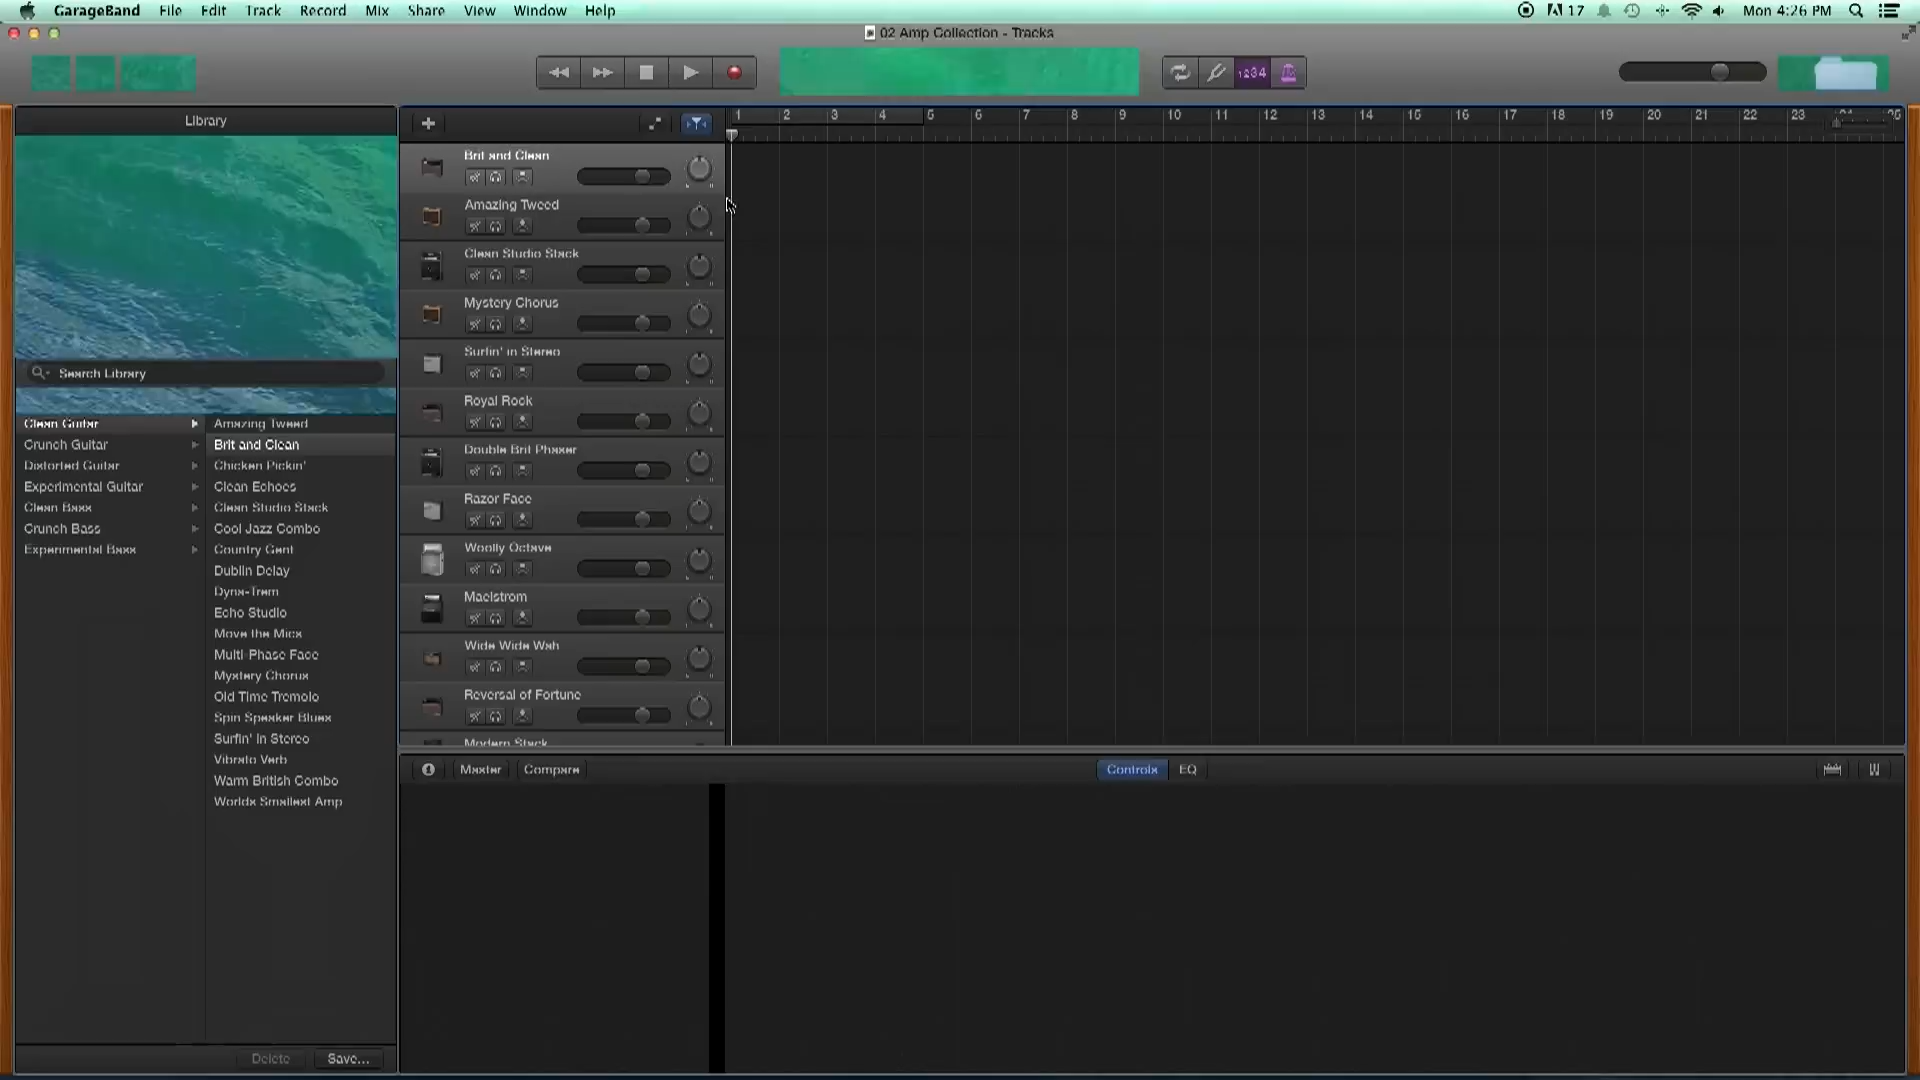 GarageBand File Edit Track Record Mix Share View Window Help
17 Mon 4:26 PM
02 Amp Collection - Tracks
1234
Library
1 2 3 4 5 6 7 8 9 10 11 12 13 14 15 16 17 18 19 20 21 22 23
Brit and Clean
Amazing Tweed
Clean Studio Stack
Mystery Chorus
Surfin' in Stereo
Royal Rock
Double Brit Phaser
Razor Face
Woolly Octave
Maelstrom
Wide Wide Wah
Reversal of Fortune
Modern Stack
Search Library
Clean Guitar
Crunch Guitar
Distorted Guitar
Experimental Guitar
Clean Bass
Crunch Bass
Experimental Bass
Amazing Tweed
Brit and Clean
Chicken Pickin'
Clean Echoes
Clean Studio Stack
Cool Jazz Combo
Country Gent
Dublin Delay
Dyna-Trem
Echo Studio
Move the Mics
Multi-Phase Face
Mystery Chorus
Old Time Tremolo
Spin Speaker Blues
Surfin' In Stereo
Vibrato Verb
Warm British Combo
Worlds Smallest Amp
Master Compare Controls EQ
Delete Save...